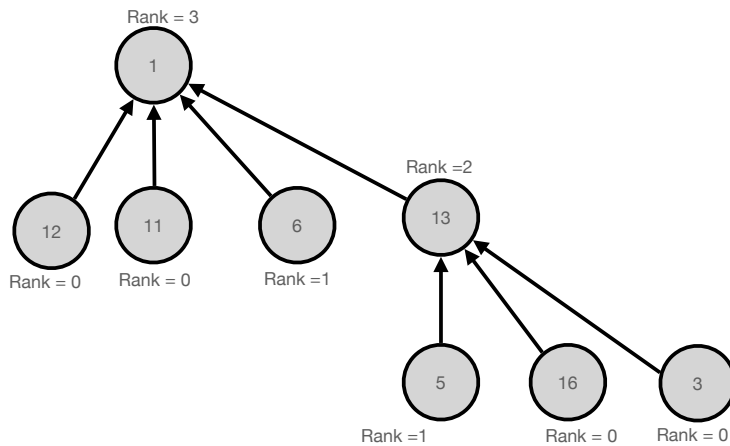 Rank = 3
1
Rank =2
12
11
6
13
Rank = 0
Rank = 0
Rank =1
5
16
3
Rank =1
Rank = 0
Rank = 0